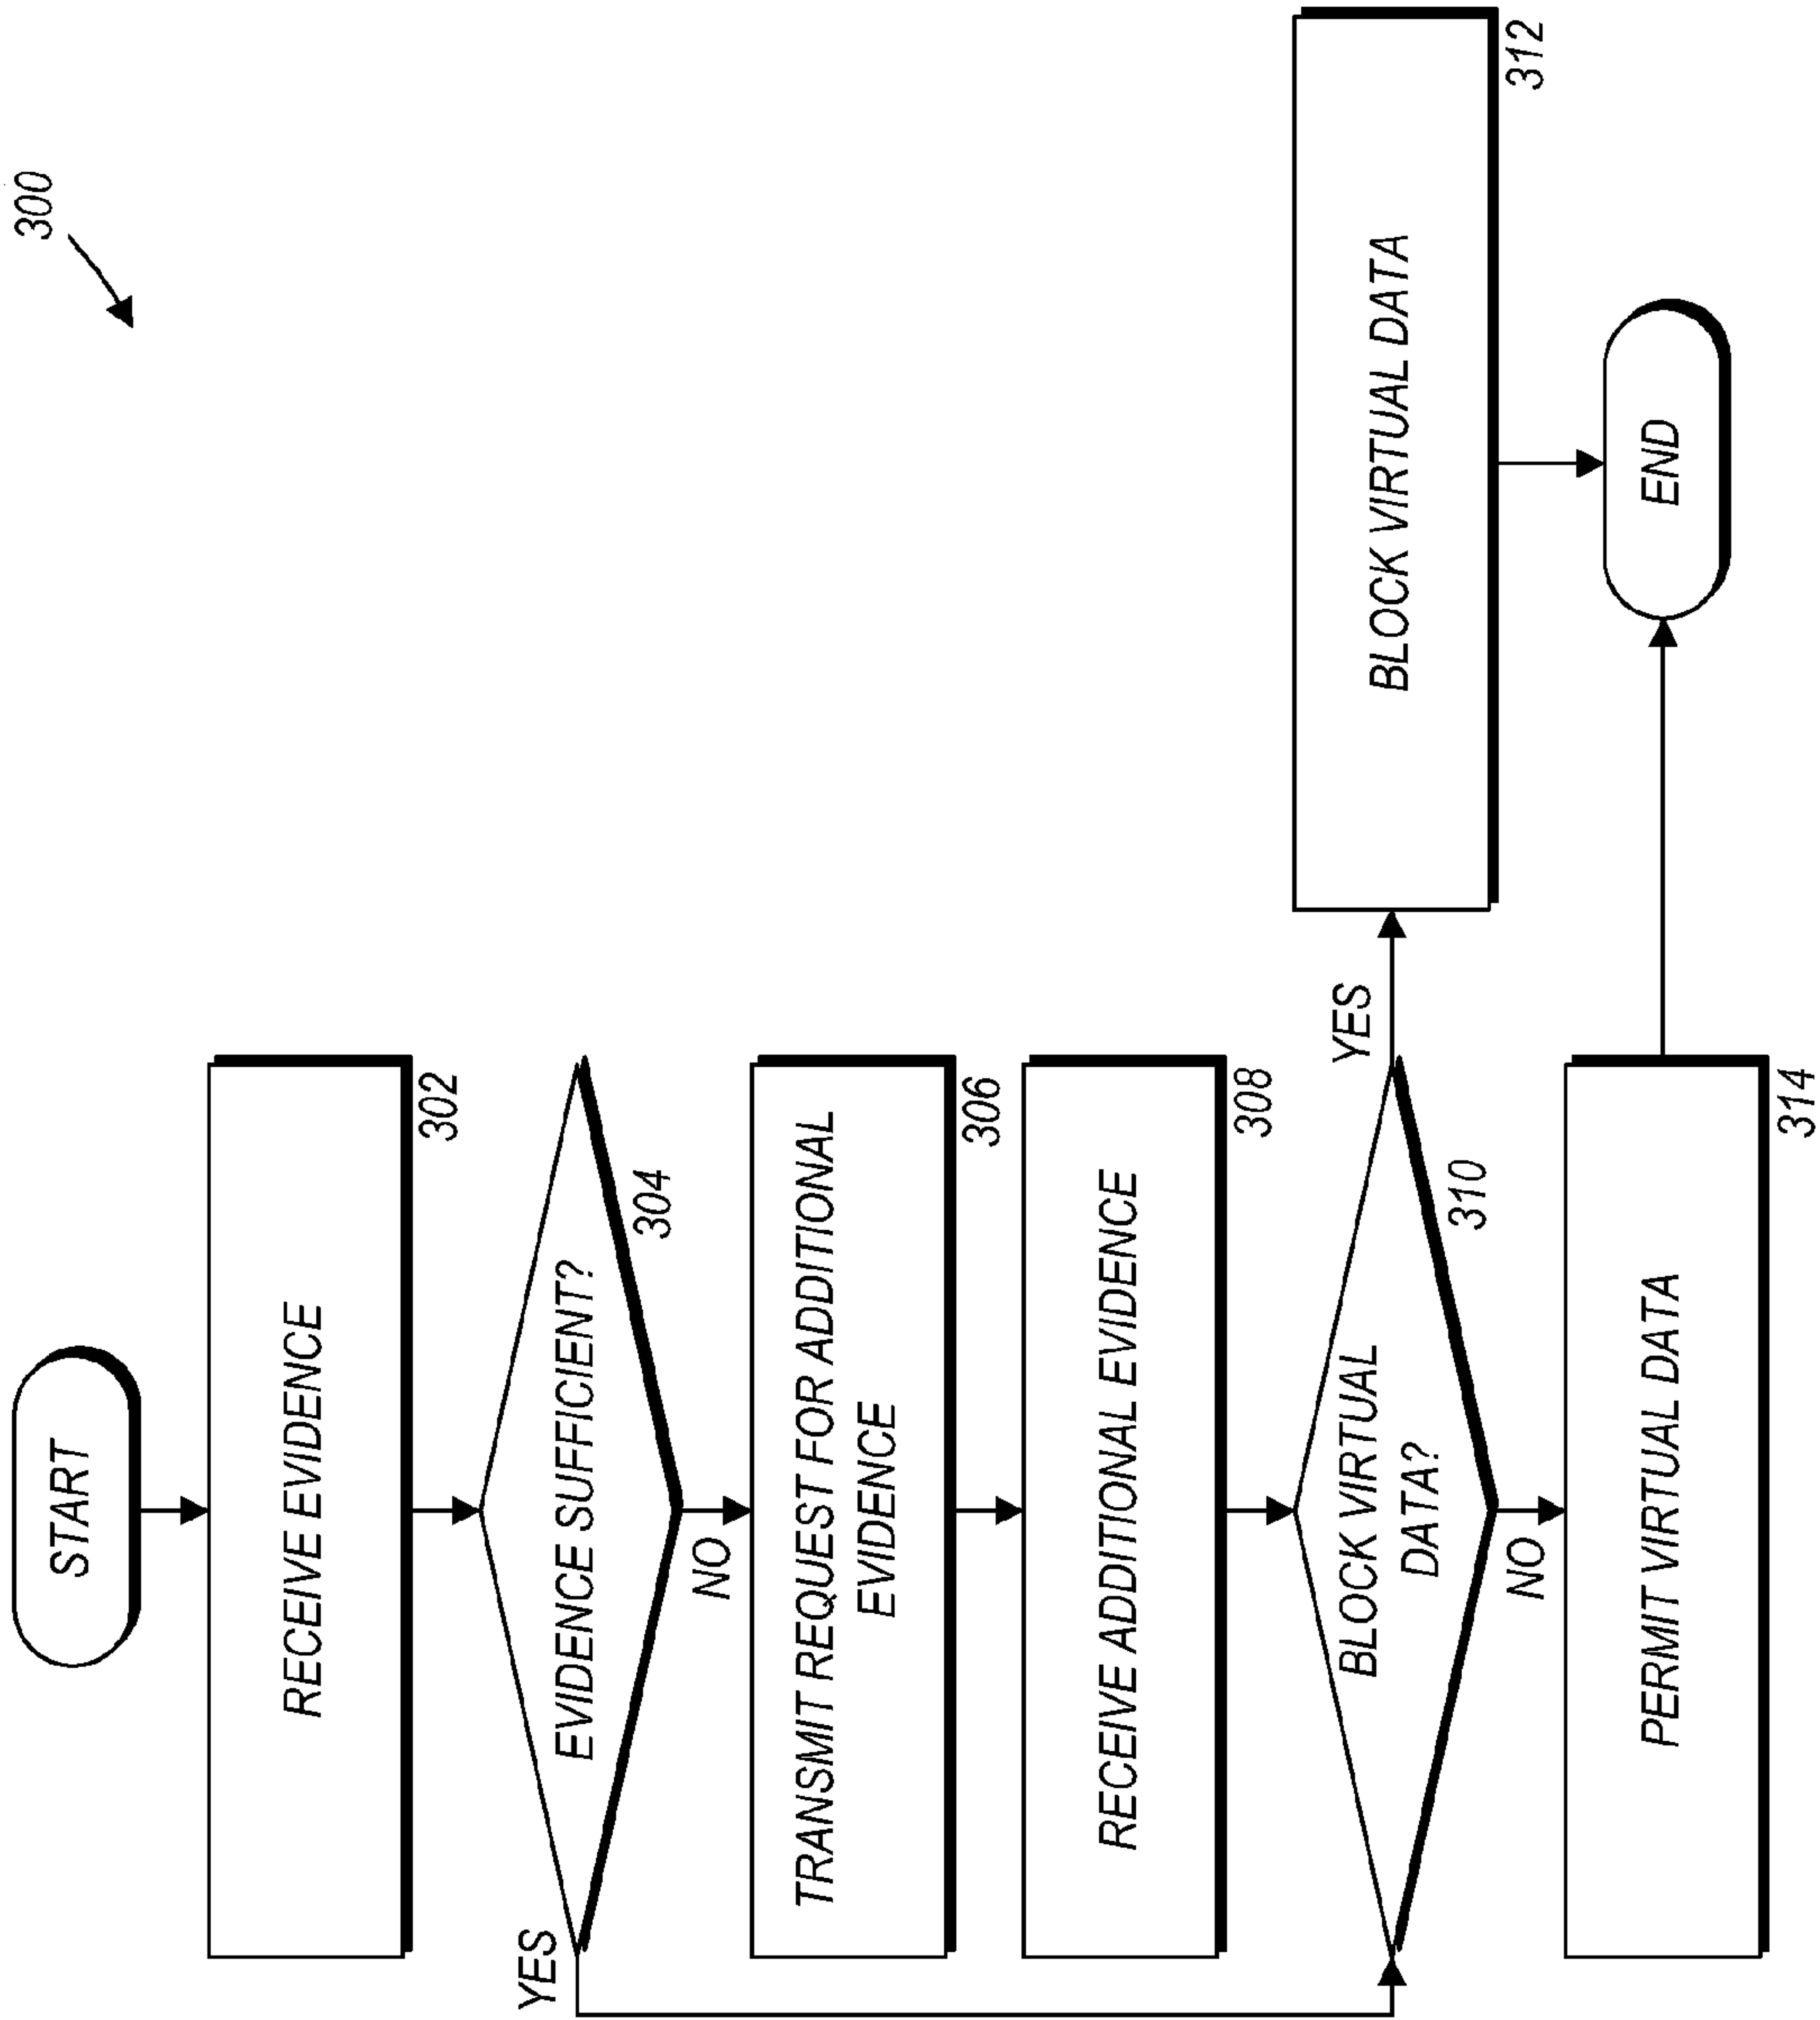 300
START
RECEIVE EVIDENCE
302
EVIDENCE SUFFICIENT?
304
YES
NO
TRANSMIT REQUEST FOR ADDITIONAL
EVIDENCE
306
RECEIVE ADDITIONAL EVIDENCE
308
BLOCK VIRTUAL
DATA?
310
YES
BLOCK VIRTUAL DATA
312
NO
PERMIT VIRTUAL DATA
314
END